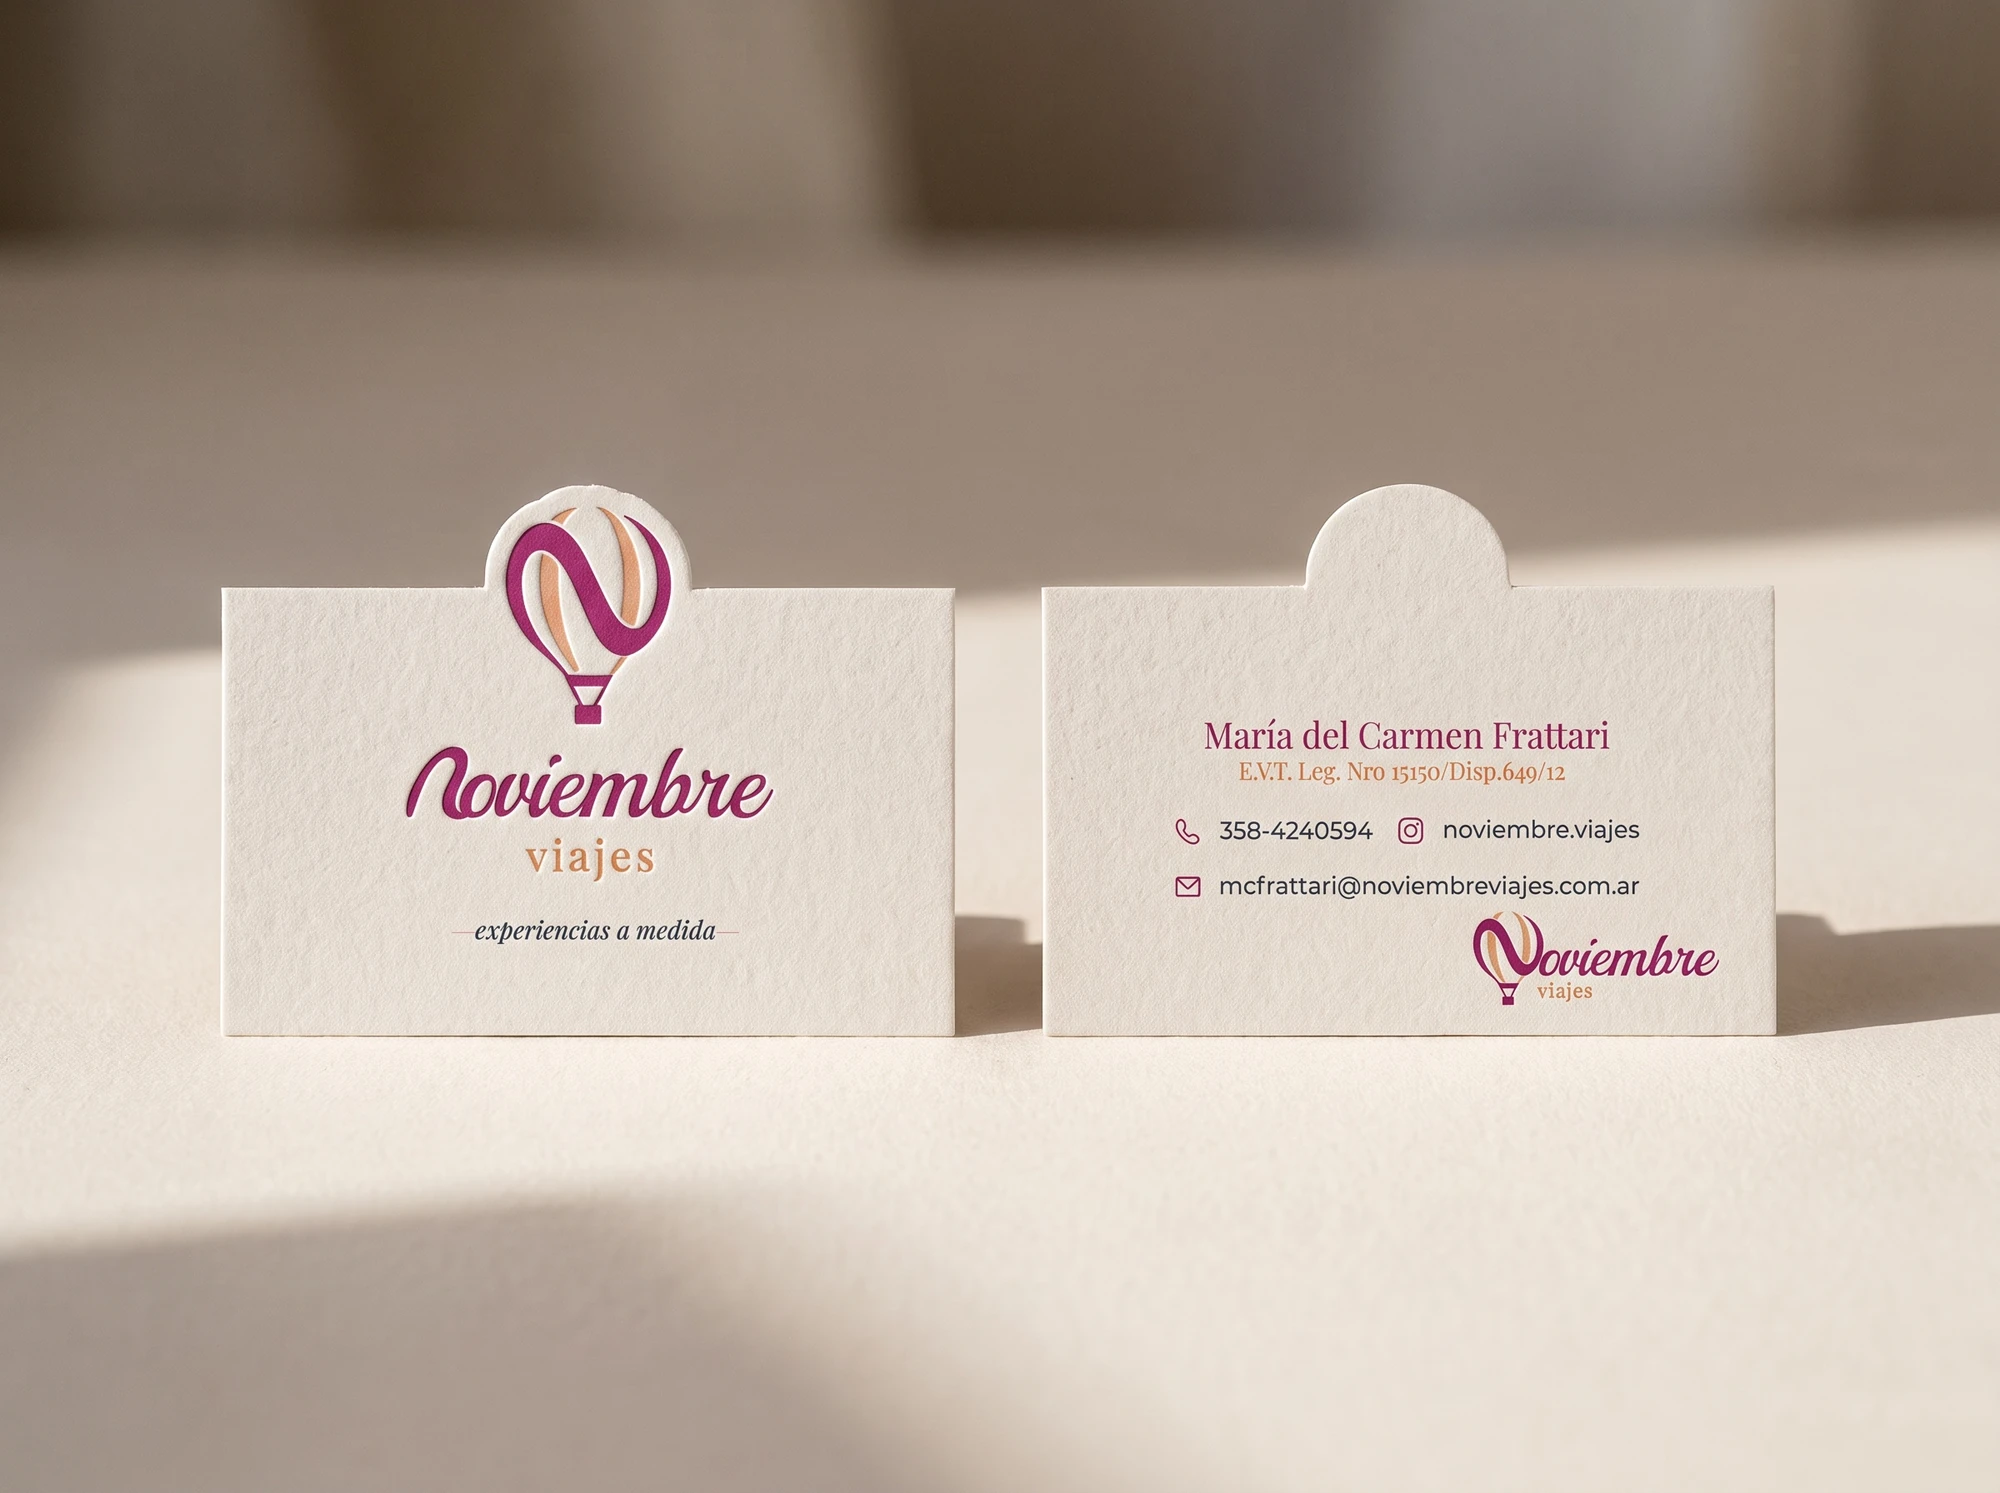 Noviembre
viajes
experiencias a medida
María del Carmen Frattari
E.V.T. Leg. Nro 15150/Disp.649/12
358-4240594 noviembre.viajes
mcfrattari@noviembreviajes.com.ar
Noviembre
viajes